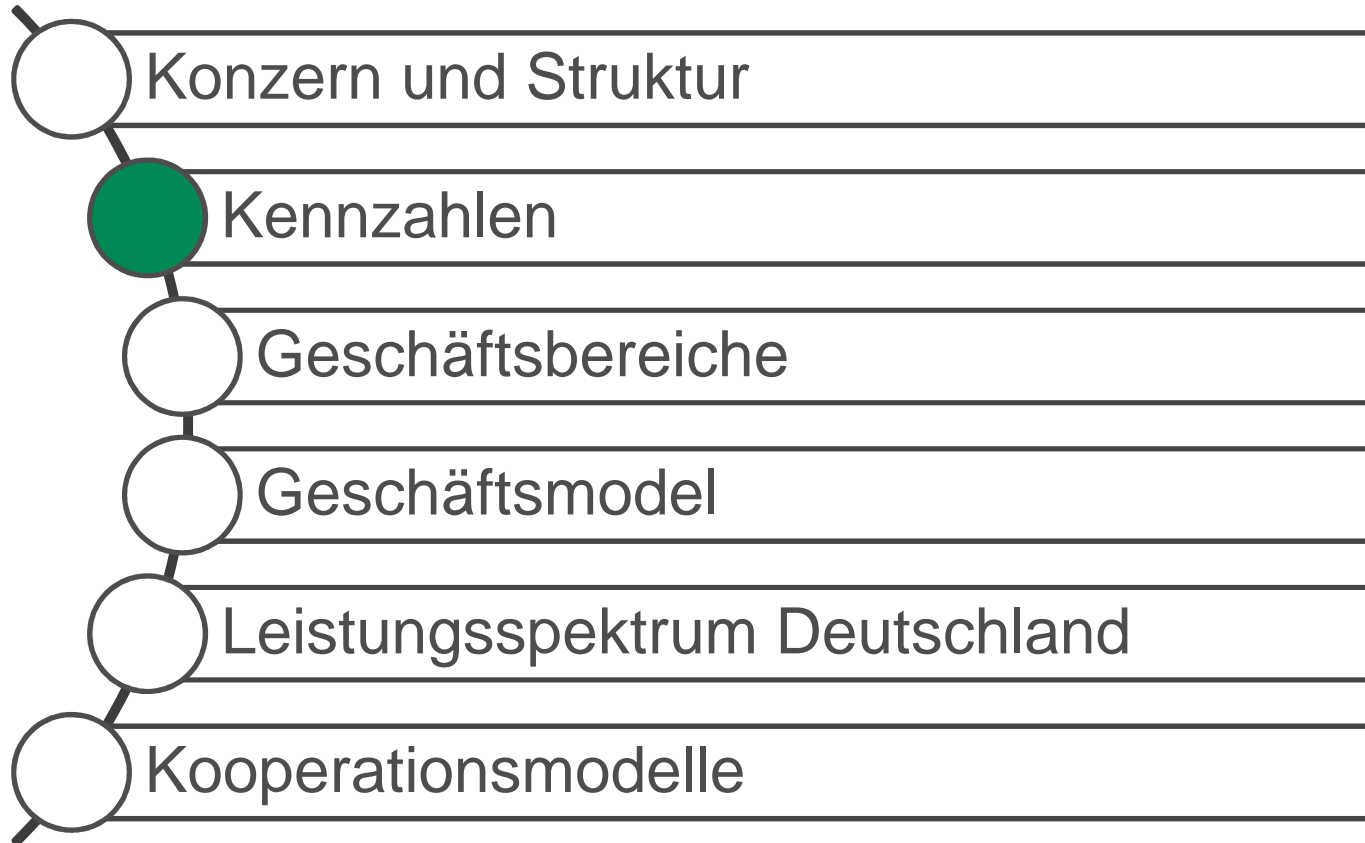 Konzern und Struktur
Kennzahlen
Geschäftsbereiche
Geschäftsmodel
Leistungsspektrum Deutschland
Kooperationsmodelle